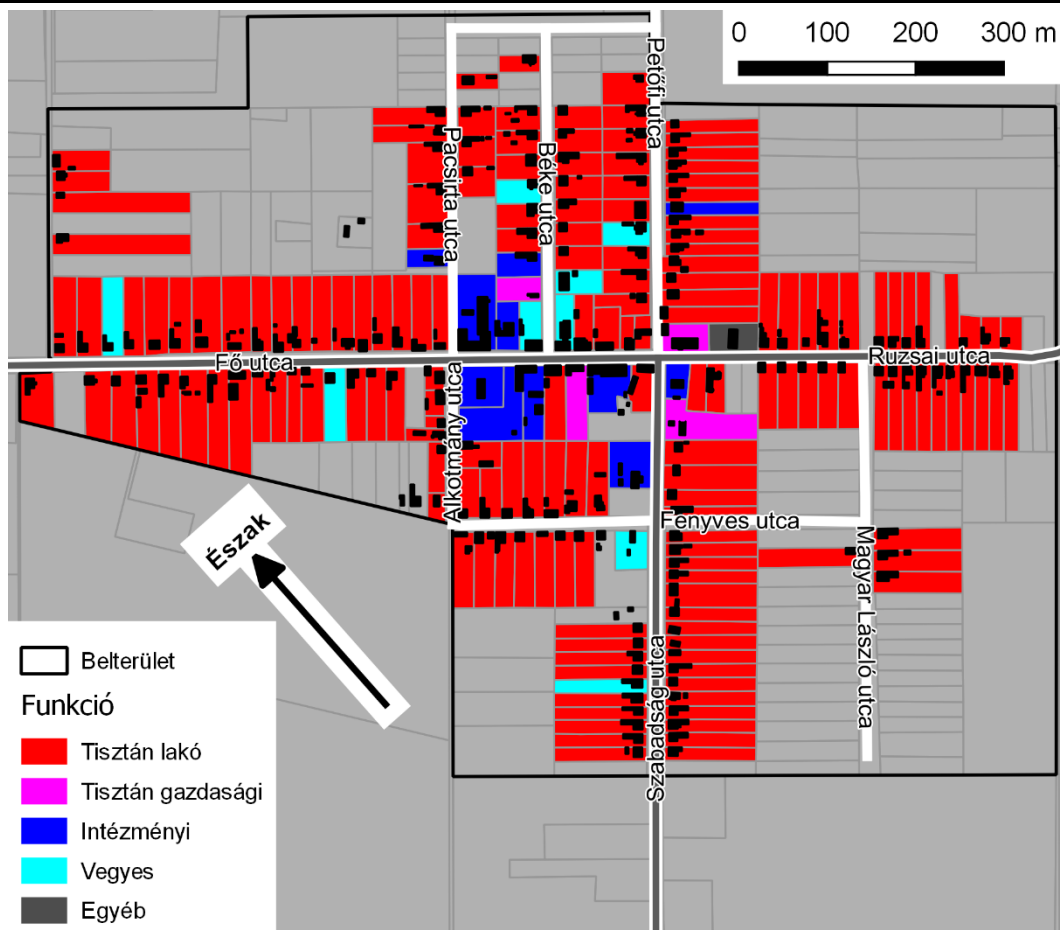 0 100 200 300 m
Petőfi utca
Pacsirta utca
Béke utca
Fő utca
Ruzsai utca
Alkotmány utca
Fenyves utca
Magyar László utca
Szabadság utca
Észak
Belterület
Funkció
Tisztán lakó
Tisztán gazdasági
Intézményi
Vegyes
Egyéb